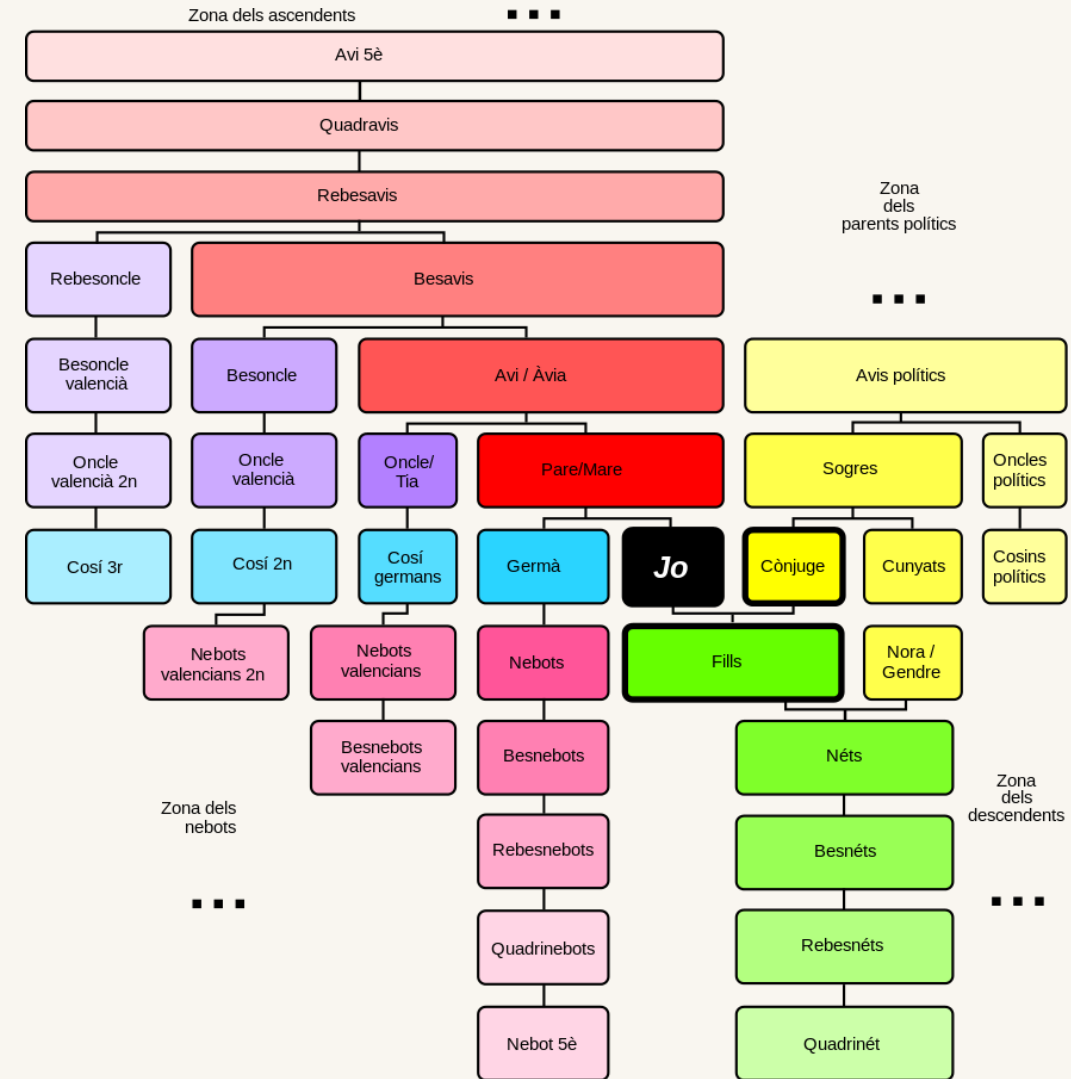 Zona dels ascendents
Avi 5è
Quadravis
Rebesavis
Zona
dels
parents polítics
Rebesoncle
Besavis
Besoncle
valencià
Besoncle
Avi / Àvia
Avis polítics
Oncle
valencià 2n
Oncle
valencià
Oncle/
Tia
Pare/Mare
Sogres
Oncles
polítics
Cosí 3r
Cosí 2n
Cosí
germans
Germà
Jo
Cònjuge
Cunyats
Cosins
polítics
Nebots
valencians 2n
Nebots
valencians
Nebots
Fills
Nora /
Gendre
Besnebots
valencians
Besnebots
Néts
Zona dels
nebots
Zona
dels
descendents
Rebesnebots
Besnéts
Quadrinebots
Rebesnéts
Nebot 5è
Quadrinét